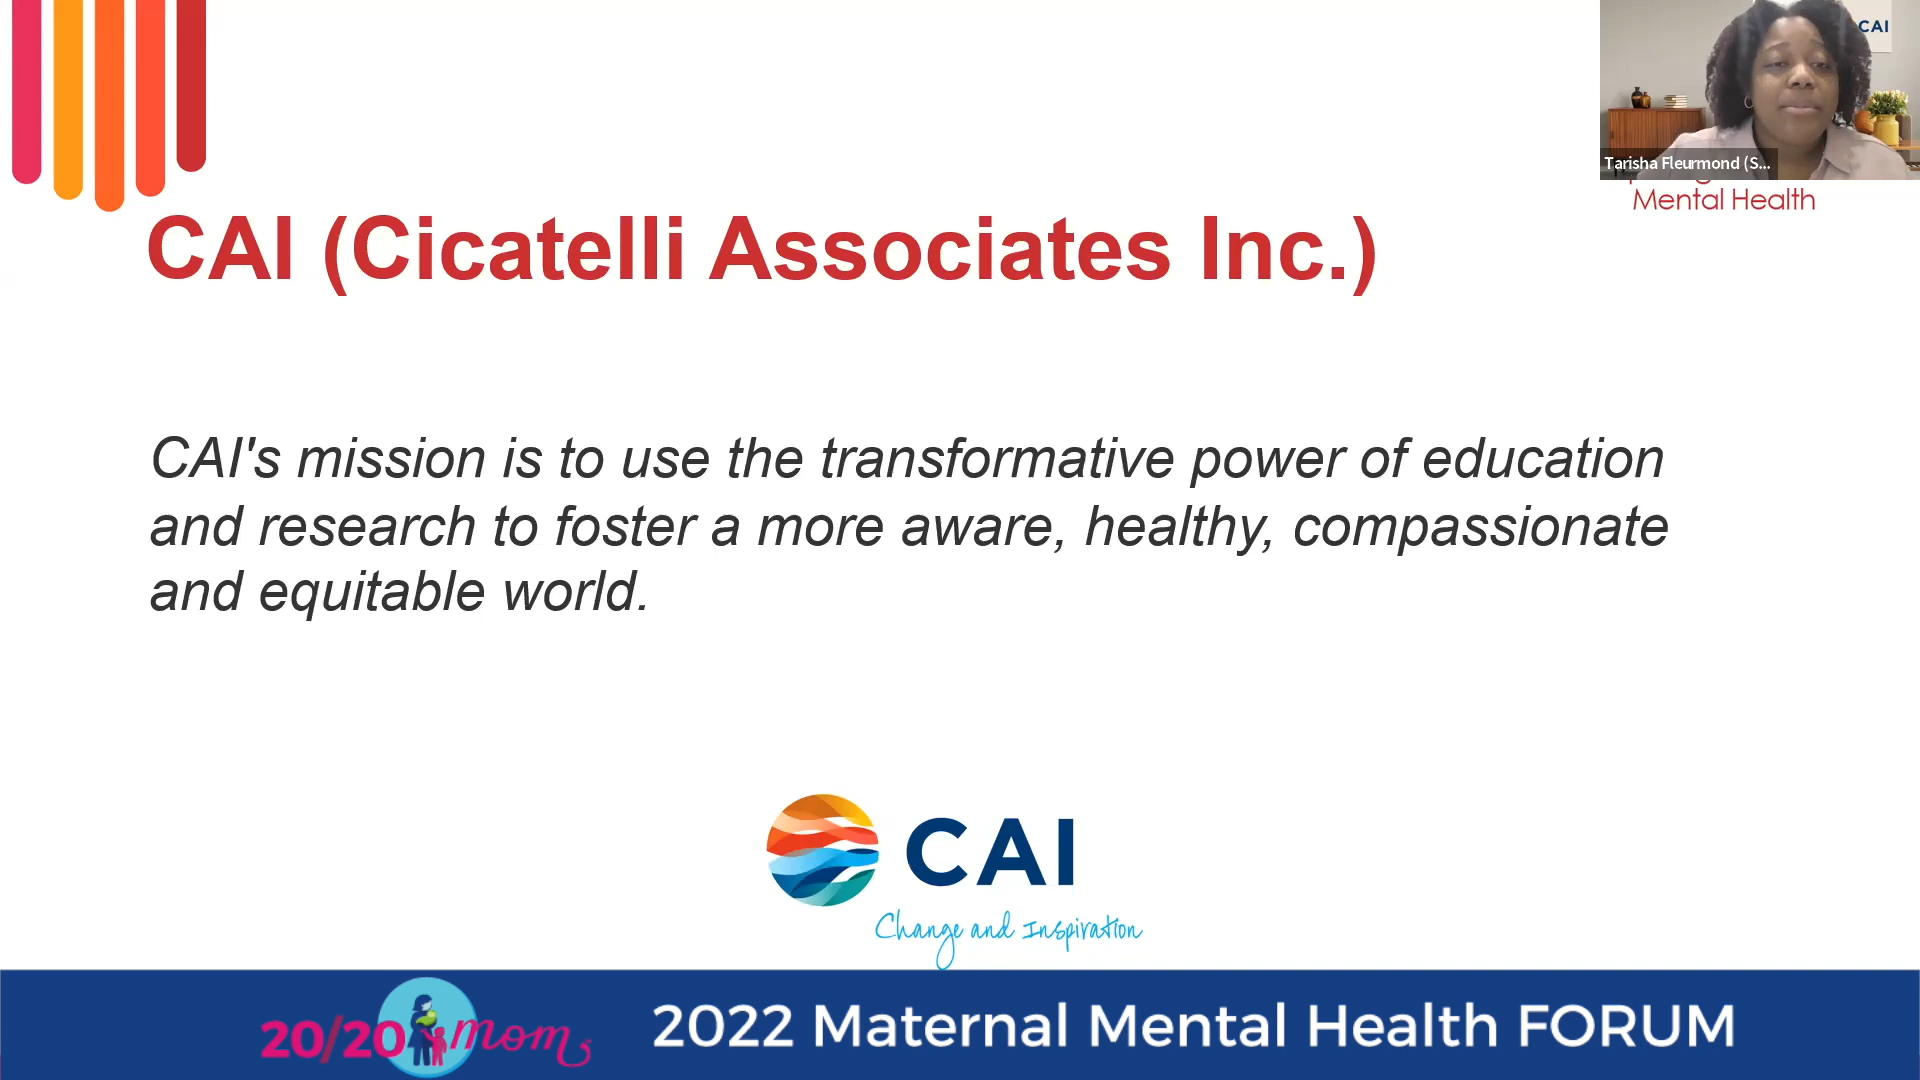 CAI
Tarisha Fleurmond (S...
Mental Health
CAI (Cicatelli Associates Inc.)
CAI's mission is to use the transformative power of education
and research to foster a more aware, healthy, compassionate
and equitable world.
CAI
Change and Inspiration
20/20 mom
2022 Maternal Mental Health FORUM